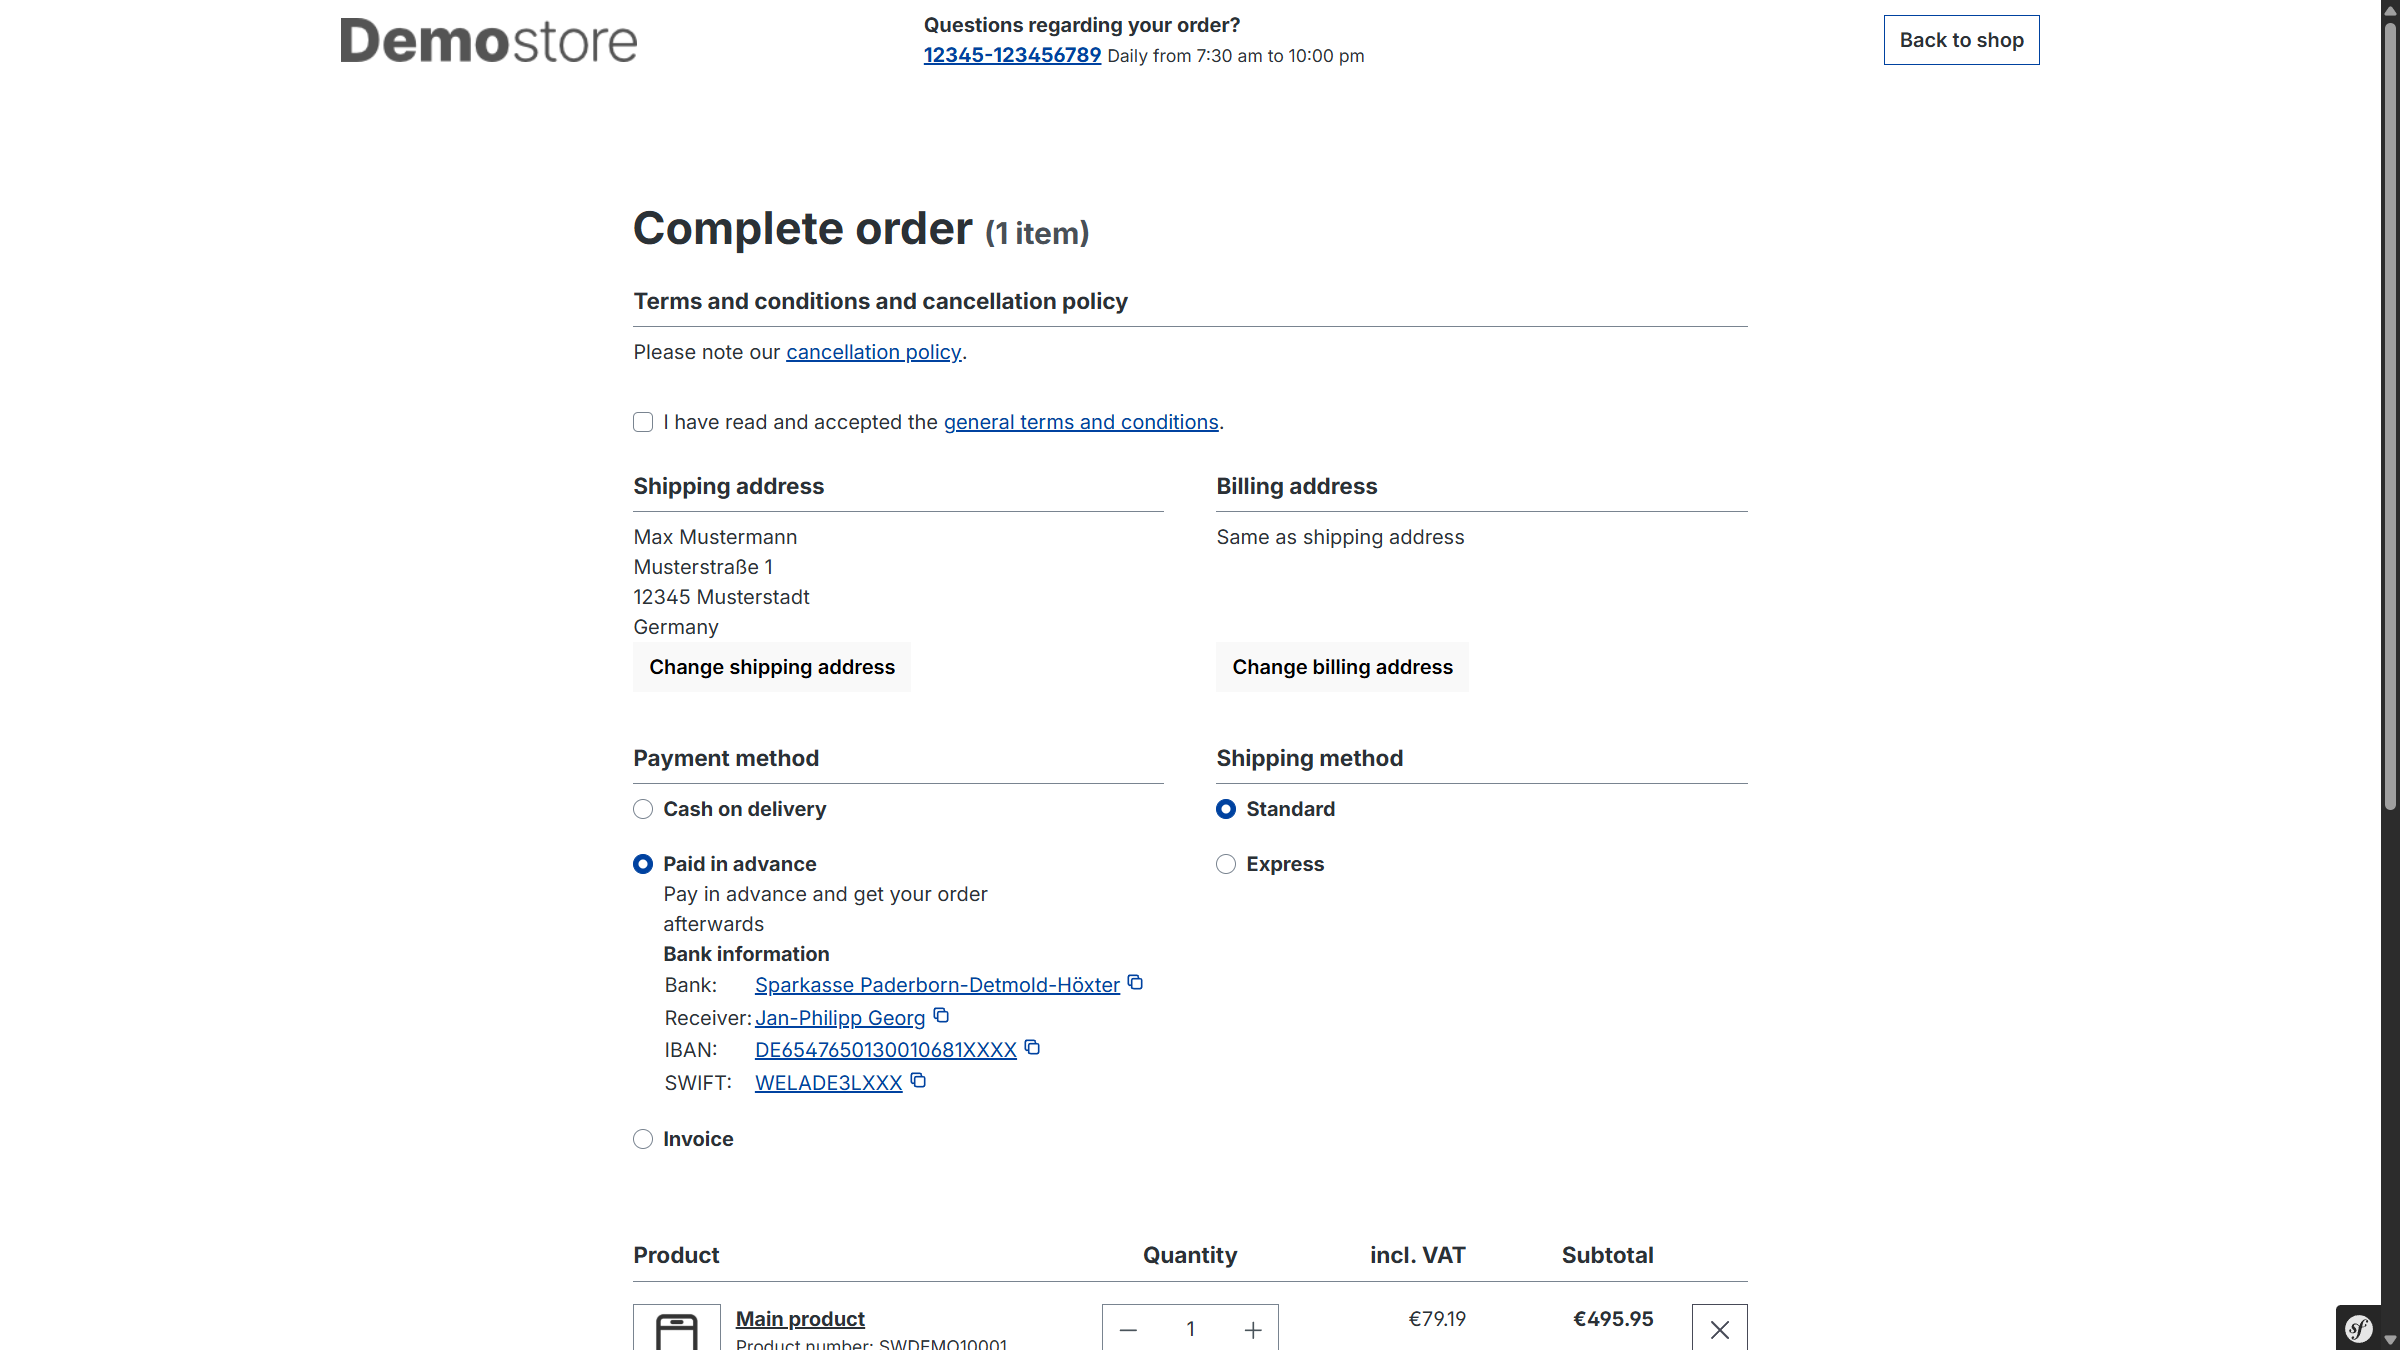 Demostore
Questions regarding your order?
12345-123456789 Daily from 7:30 am to 10:00 pm
Back to shop
Complete order (1 item)
Terms and conditions and cancellation policy
Please note our cancellation policy.
I have read and accepted the general terms and conditions.
Shipping address
Max Mustermann
Musterstraße 1
12345 Musterstadt
Germany
Change shipping address
Billing address
Same as shipping address
Change billing address
Payment method
Cash on delivery
Paid in advance
Pay in advance and get your order
afterwards
Bank information
Bank: Sparkasse Paderborn-Detmold-Höxter
Receiver: Jan-Philipp Georg
IBAN: DE6547650130010681XXXX
SWIFT: WELADE3LXXX
Invoice
Shipping method
Standard
Express
Product Quantity incl. VAT Subtotal
Main product 1 €79.19 €495.95
Product number: SWDEMO10001
sf